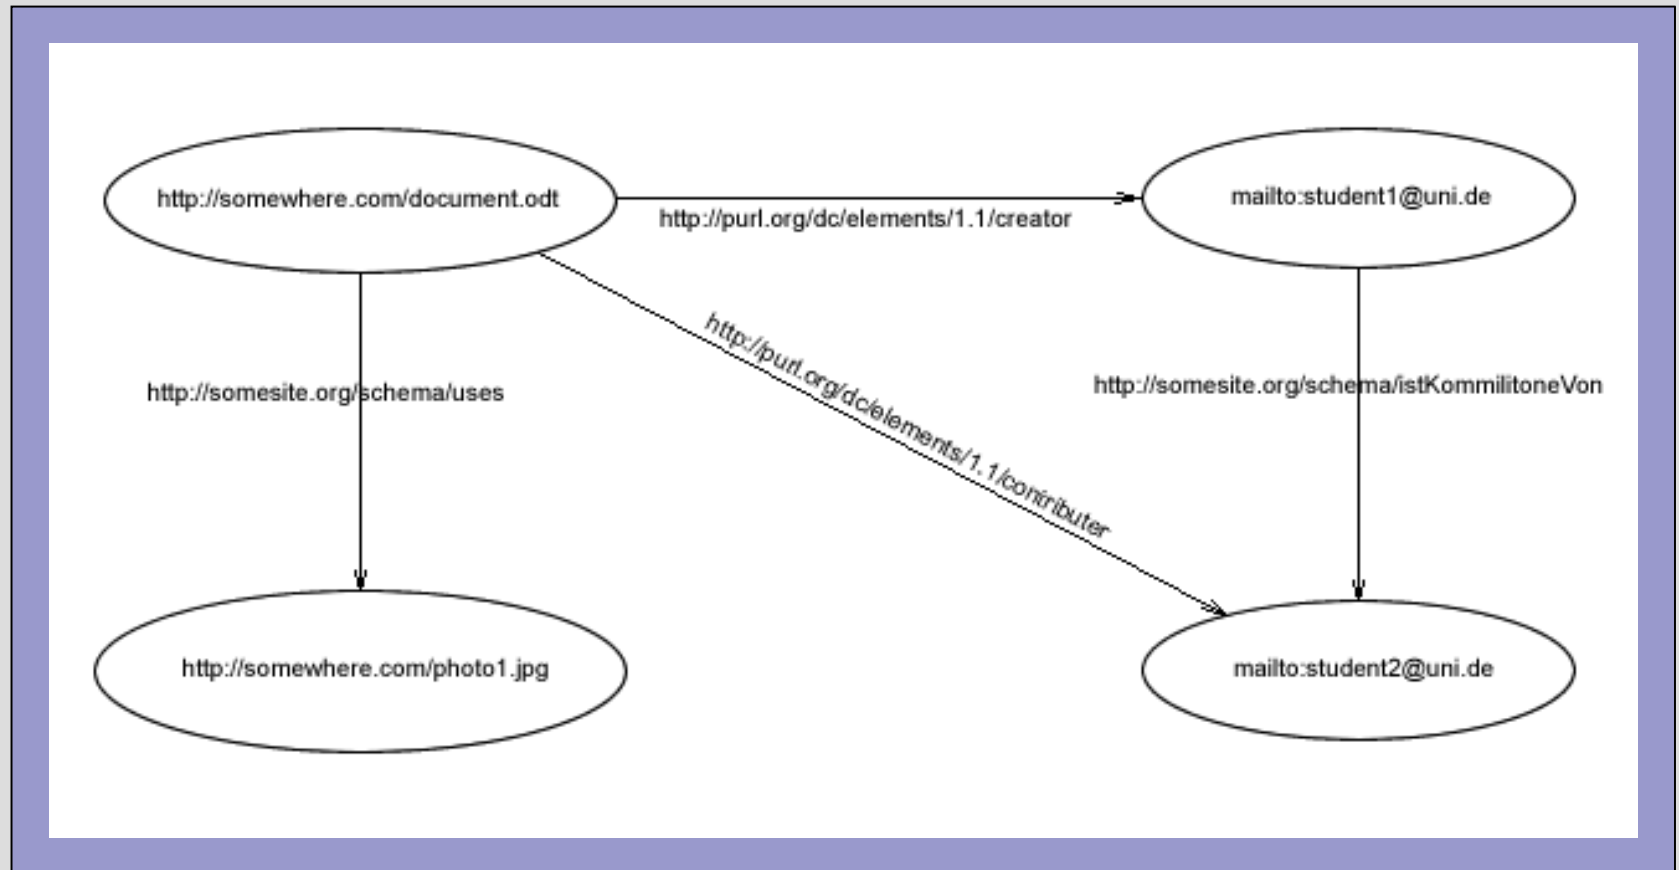 http://somewhere.com/document.odt
mailto:student1@uni.de
http://purl.org/dc/elements/1.1/creator
http://purl.org/dc/elements/1.1/contributer
http://somesite.org/schema/uses
http://somesite.org/schema/istKommilitoneVon
http://somewhere.com/photo1.jpg
mailto:student2@uni.de